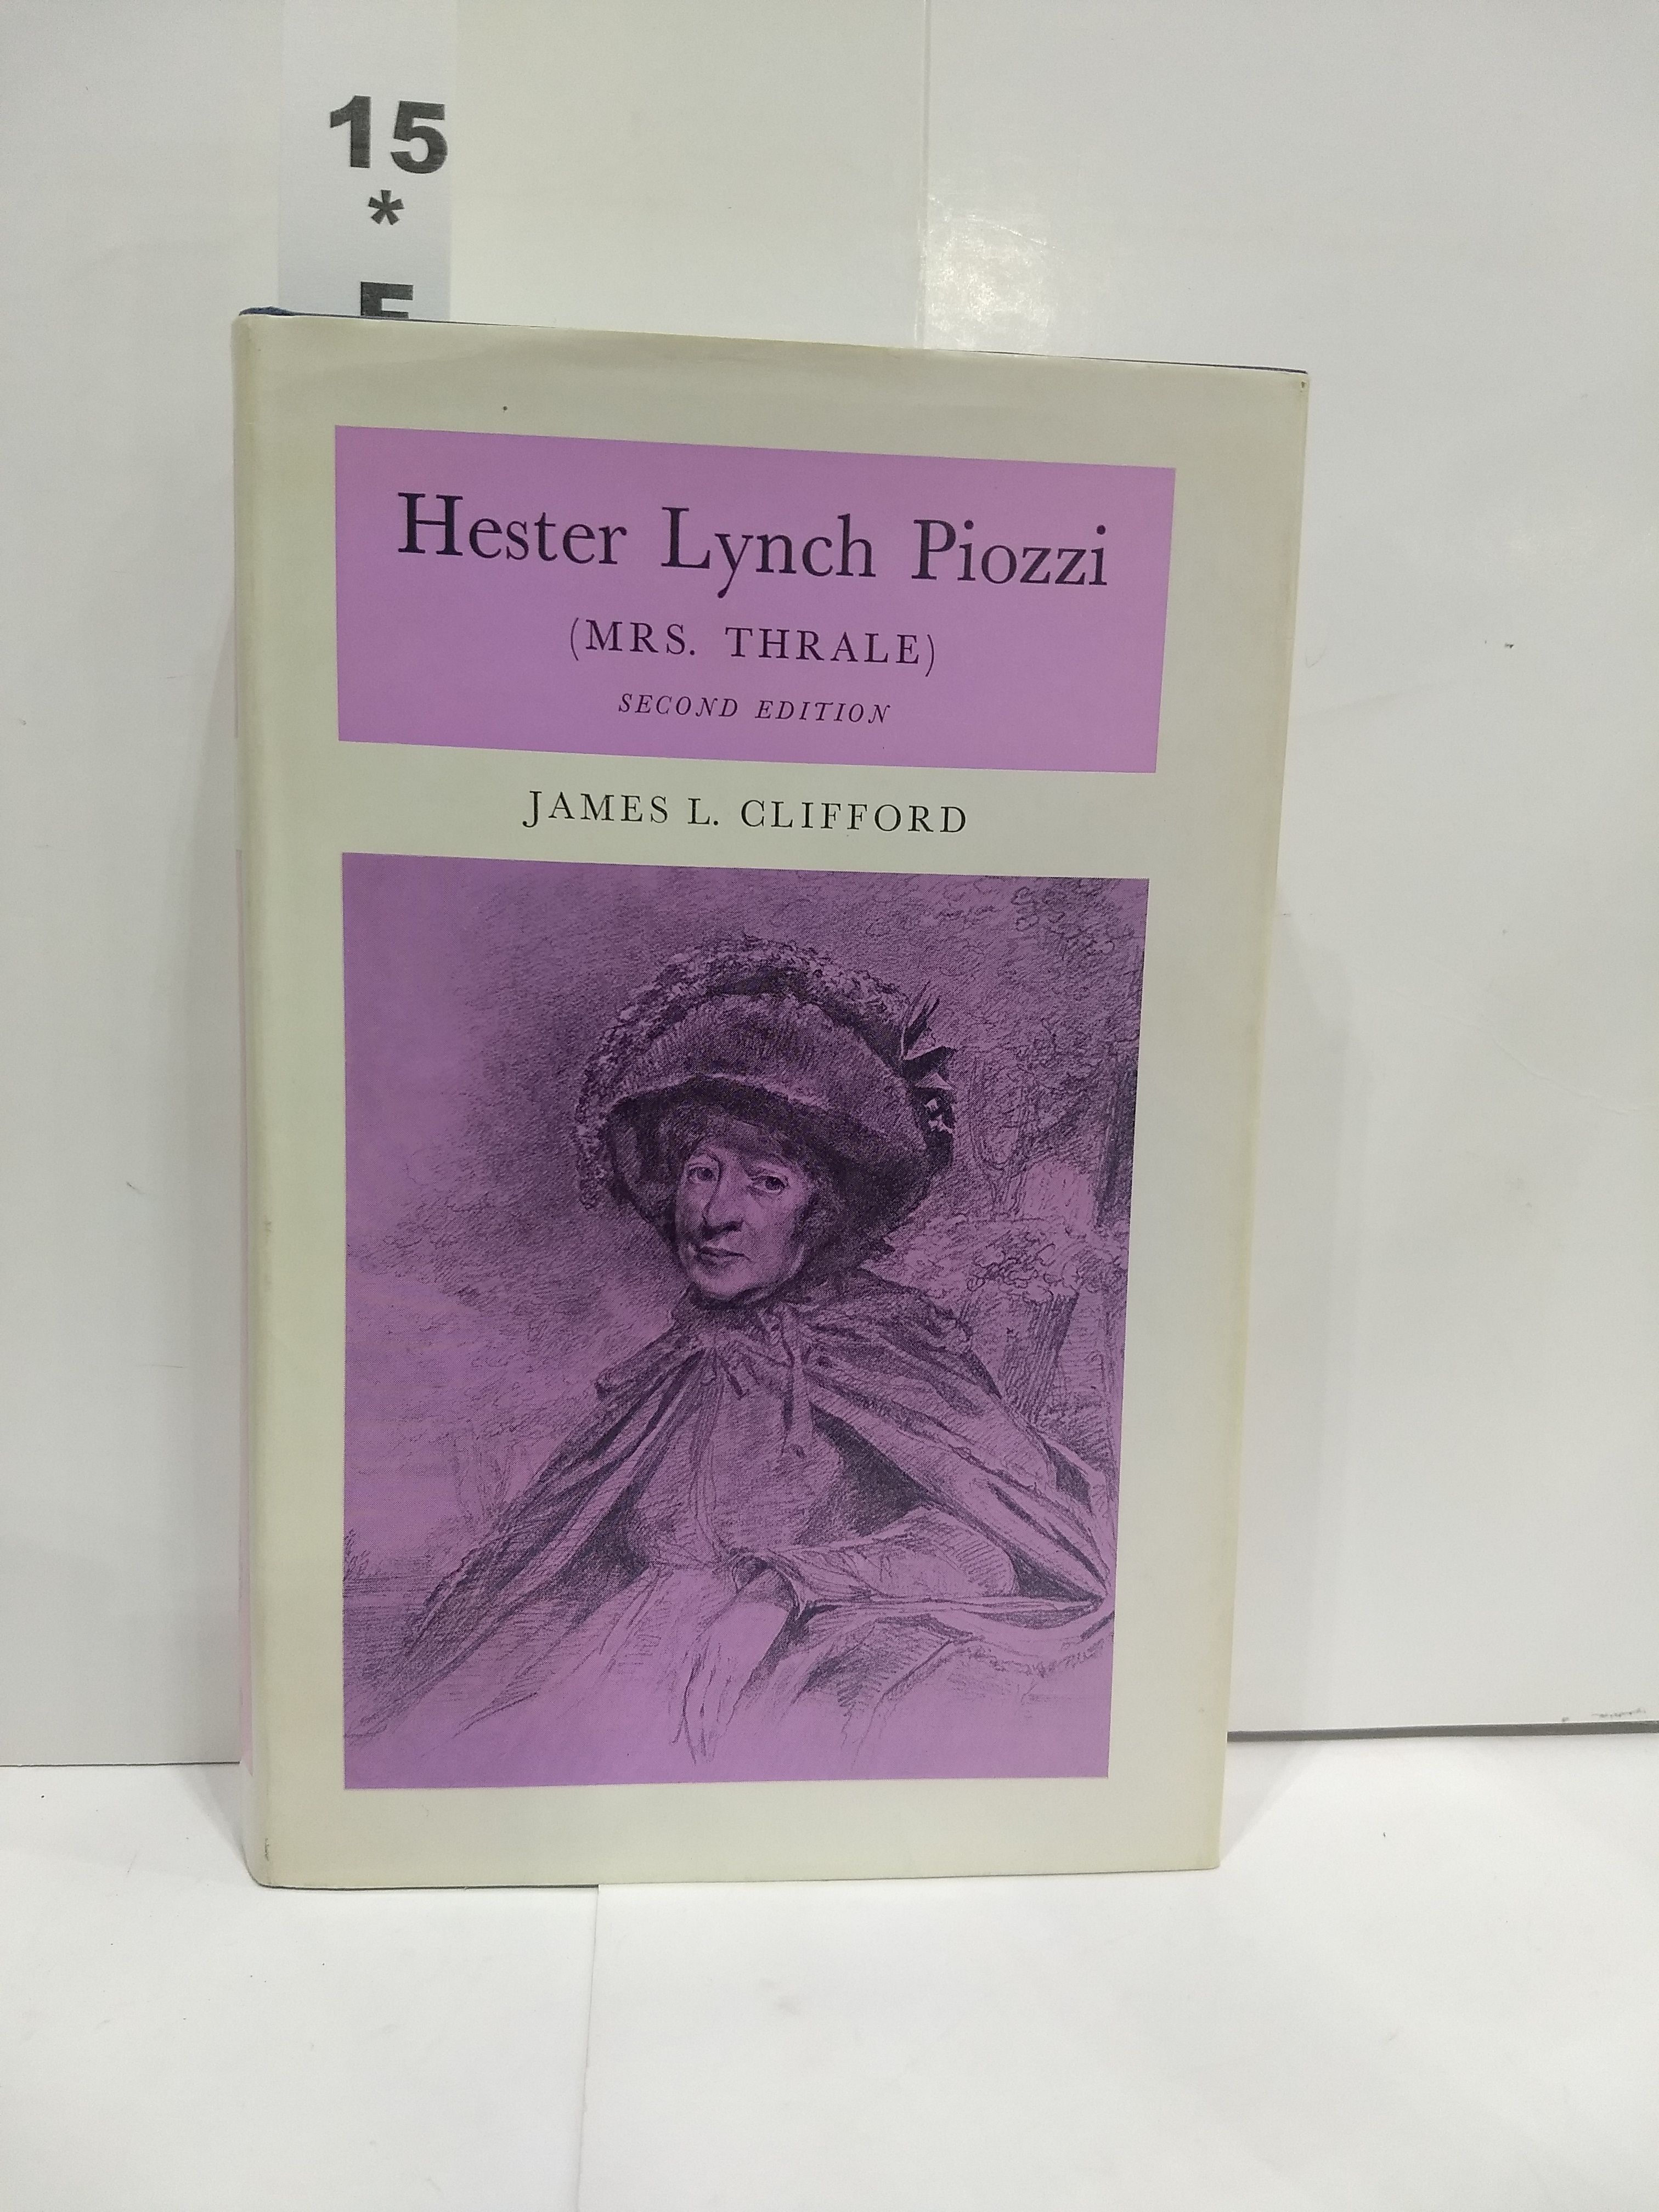 15
*
Hester Lynch Piozzi
(MRS. THRALE)
SECOND EDITION
JAMES L. CLIFFORD